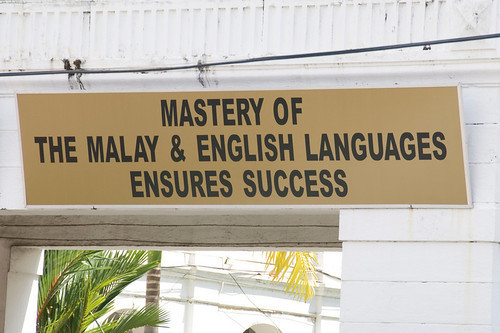 MASTERY OF
THE MALAY & ENGLISH LANGUAGES
ENSURES SUCCESS